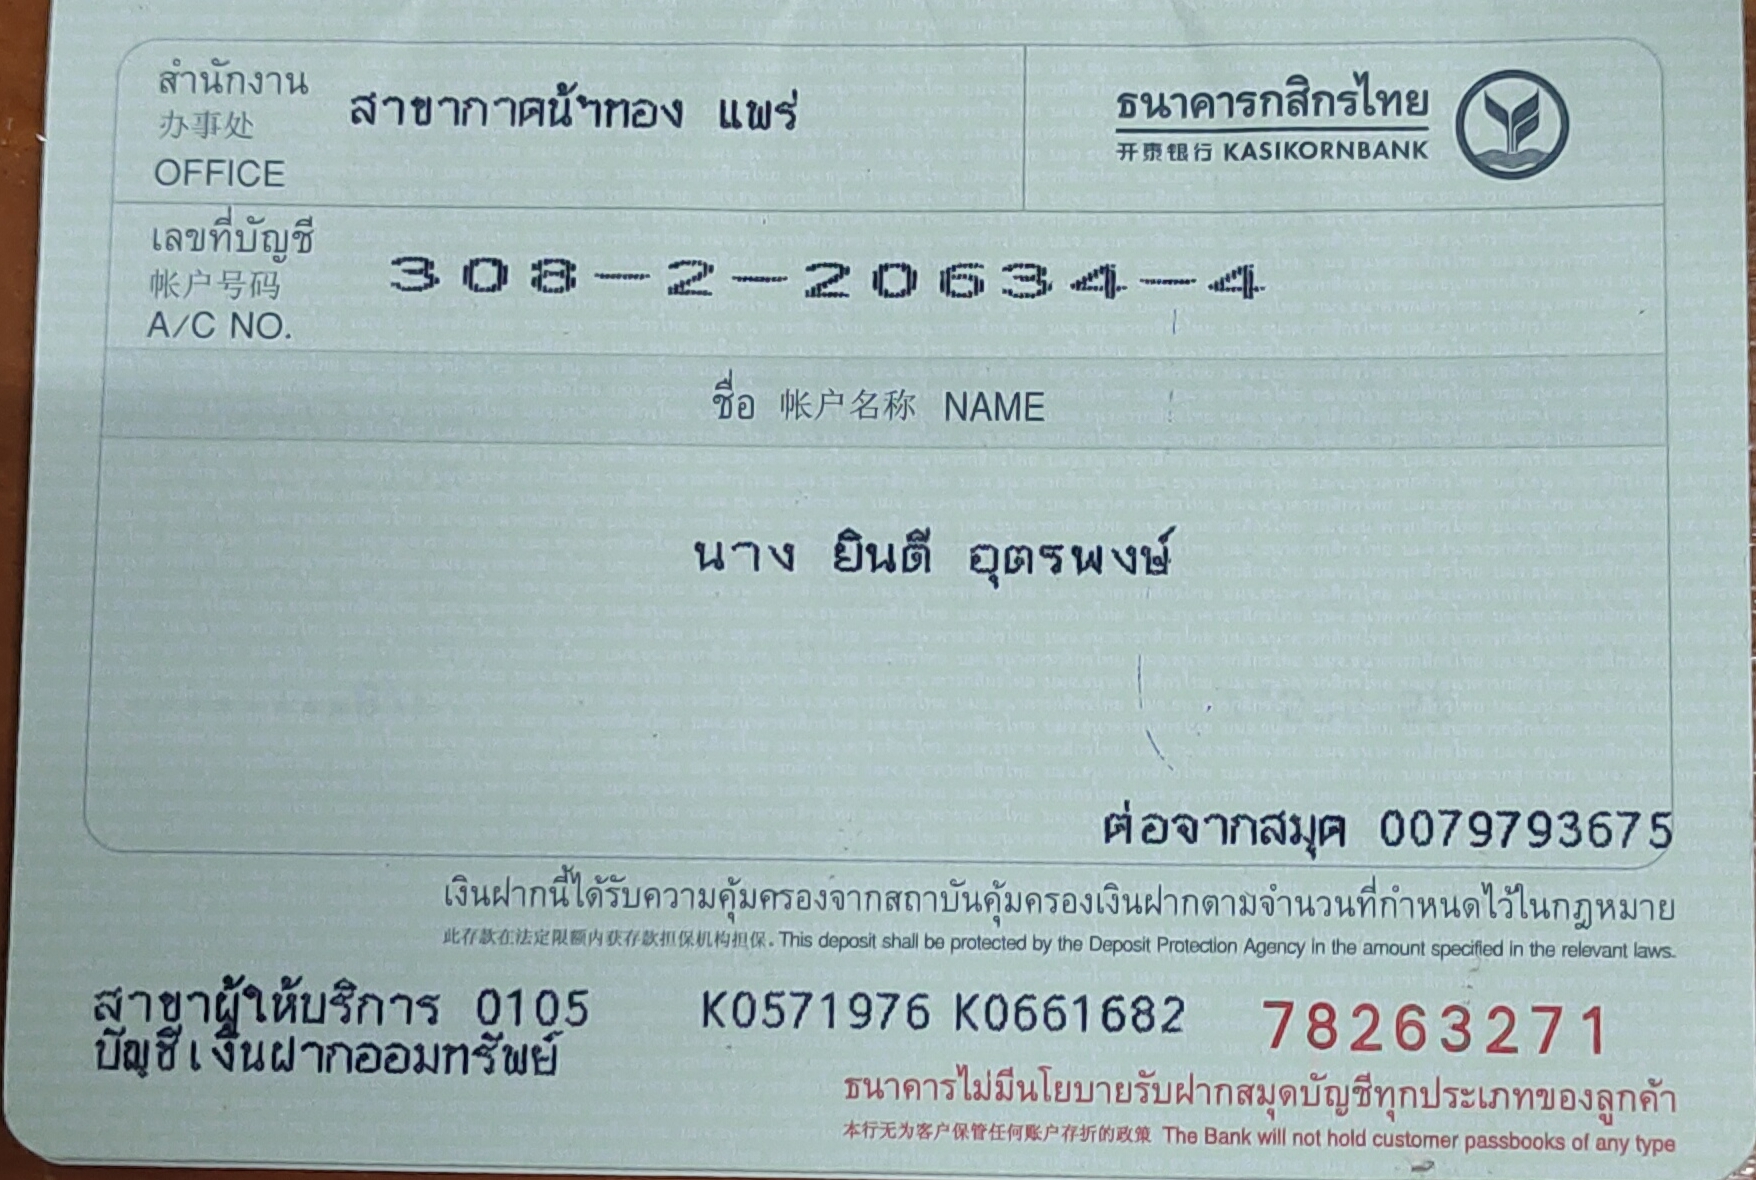 สำนักงาน
办事处
OFFICE
สาขากาดน้ำทอง แพร่
ธนาคารกสิกรไทย
开泰银行 KASIKORNBANK
เลขที่บัญชี
帐户号码
A/C NO.
308-2-20634-4
ชื่อ 帐户名称 NAME
นาง ยินดี อุตรพงษ์
ต่อจากสมุด 0079793675
เงินฝากนี้ได้รับความคุ้มครองจากสถาบันคุ้มครองเงินฝากตามจำนวนที่กำหนดไว้ในกฎหมาย
此存款在法定限额内获存款担保机构担保. This deposit shall be protected by the Deposit Protection Agency in the amount specified in the relevant laws.
สาขาผู้ให้บริการ 0105 K0571976 K0661682 78263271
บัญชีเงินฝากออมทรัพย์
ธนาคารไม่มีนโยบายรับฝากสมุดบัญชีทุกประเภทของลูกค้า
本行无为客户保管任何账户存折的政策 The Bank will not hold customer passbooks of any type